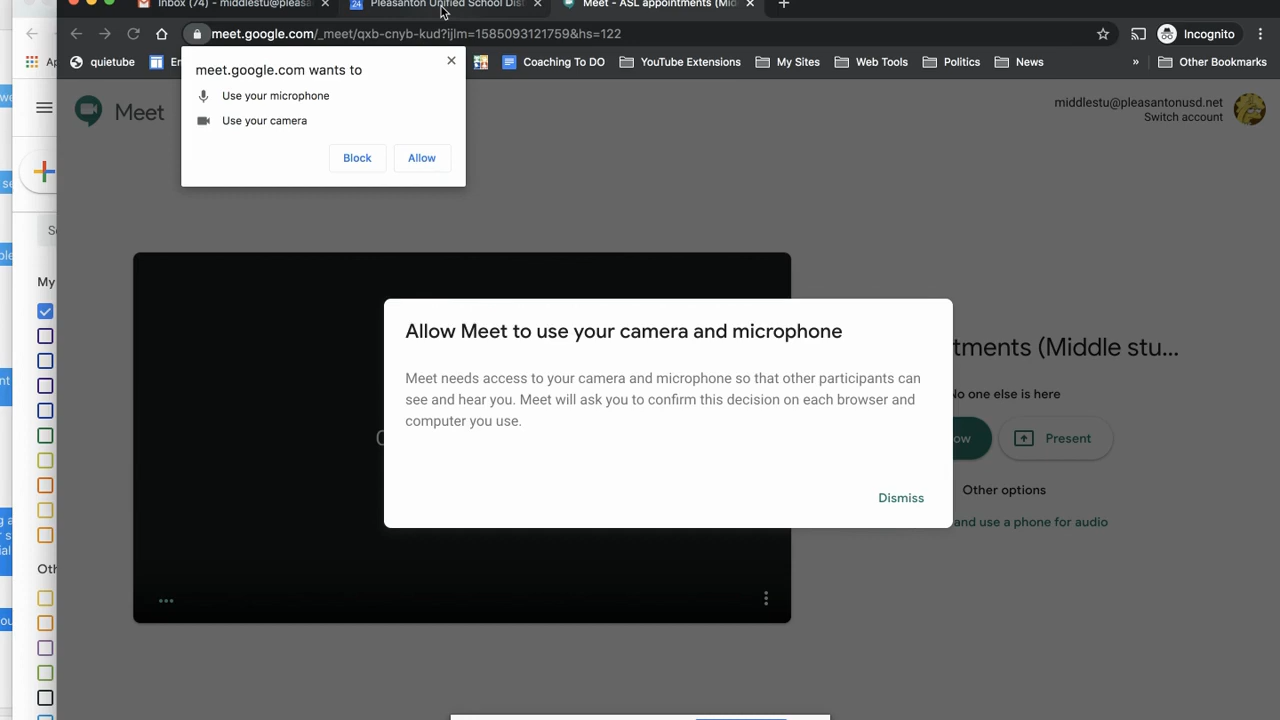 Inbox (74) - middlestu@pleas
24 Pleasanton Unified School Dist
Meet - ASL appointments (Mid
meet.google.com/_meet/qxb-cnyb-kud?ijlm=1585093121759&hs=122
Incognito
quietube
Coaching To DO
YouTube Extensions
My Sites
Web Tools
Politics
News
»
Other Bookmarks
meet.google.com wants to
Use your microphone
Use your camera
Block
Allow
Meet
middlestu@pleasantonusd.net
Switch account
My
Allow Meet to use your camera and microphone
Meet needs access to your camera and microphone so that other participants can
see and hear you. Meet will ask you to confirm this decision on each browser and
computer you use.
Dismiss
tments (Middle stu...
No one else is here
ow
Present
Other options
and use a phone for audio
Oth